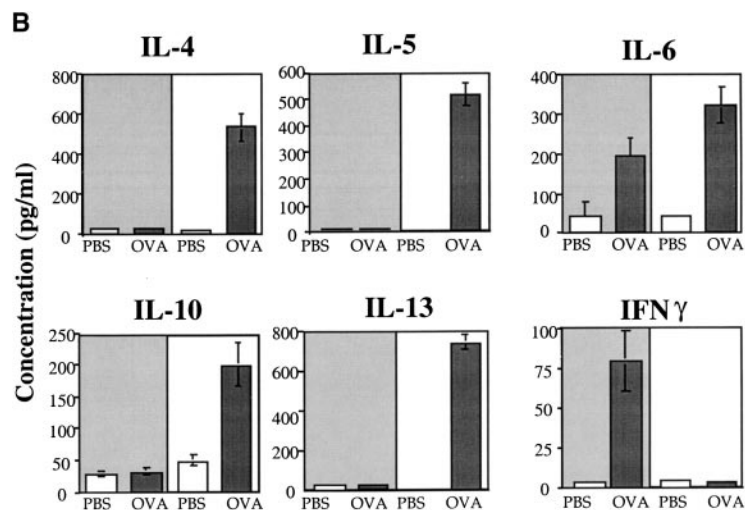 B
IL-4
IL-5
IL-6
Concentration (pg/ml)
800
600
400
200
0
PBS OVA PBS OVA
600
500
400
300
200
100
0
PBS OVA PBS OVA
400
300
200
100
0
PBS OVA PBS OVA
IL-10
IL-13
IFN γ
250
200
150
100
50
0
PBS OVA PBS OVA
800
600
400
200
0
PBS OVA PBS OVA
100
75
50
25
0
PBS OVA PBS OVA